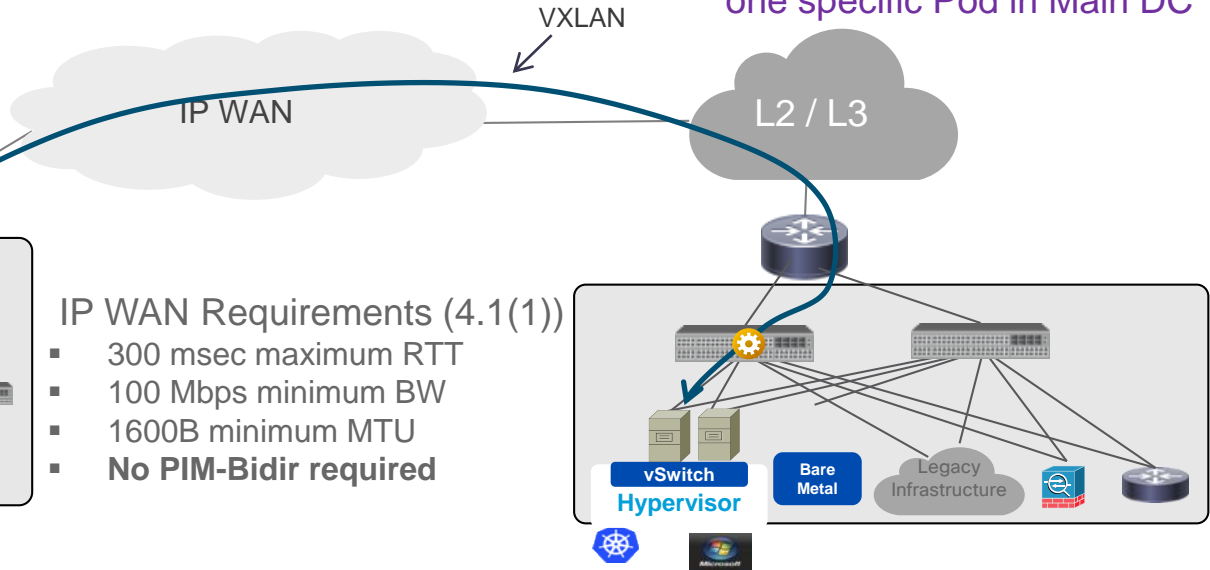 one specific Pod in Main DC
VXLAN
IP WAN
L2 / L3
IP WAN Requirements (4.1(1))
▪ 300 msec maximum RTT
▪ 100 Mbps minimum BW
▪ 1600B minimum MTU
▪ No PIM-Bidir required
vSwitch
Hypervisor
Bare
Metal
Legacy
Infrastructure
Microsoft